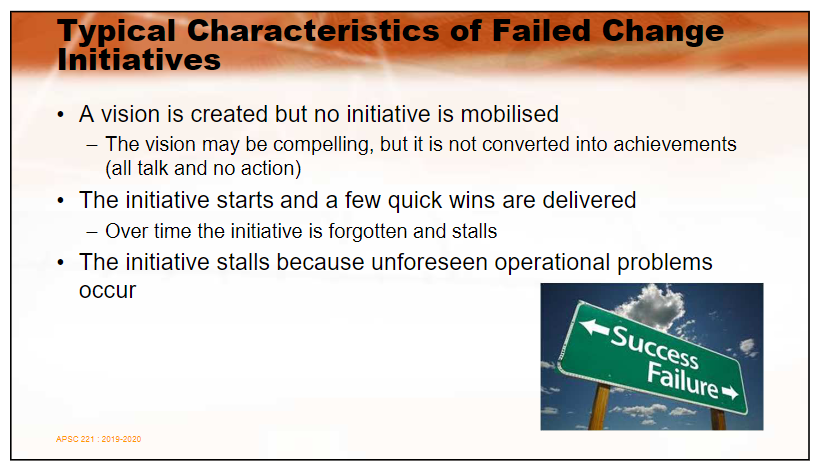 Typical Characteristics of Failed Change
Initiatives
• A vision is created but no initiative is mobilised
– The vision may be compelling, but it is not converted into achievements
(all talk and no action)
• The initiative starts and a few quick wins are delivered
– Over time the initiative is forgotten and stalls
• The initiative stalls because unforeseen operational problems
occur
Success
Failure
APSC 221 : 2019-2020